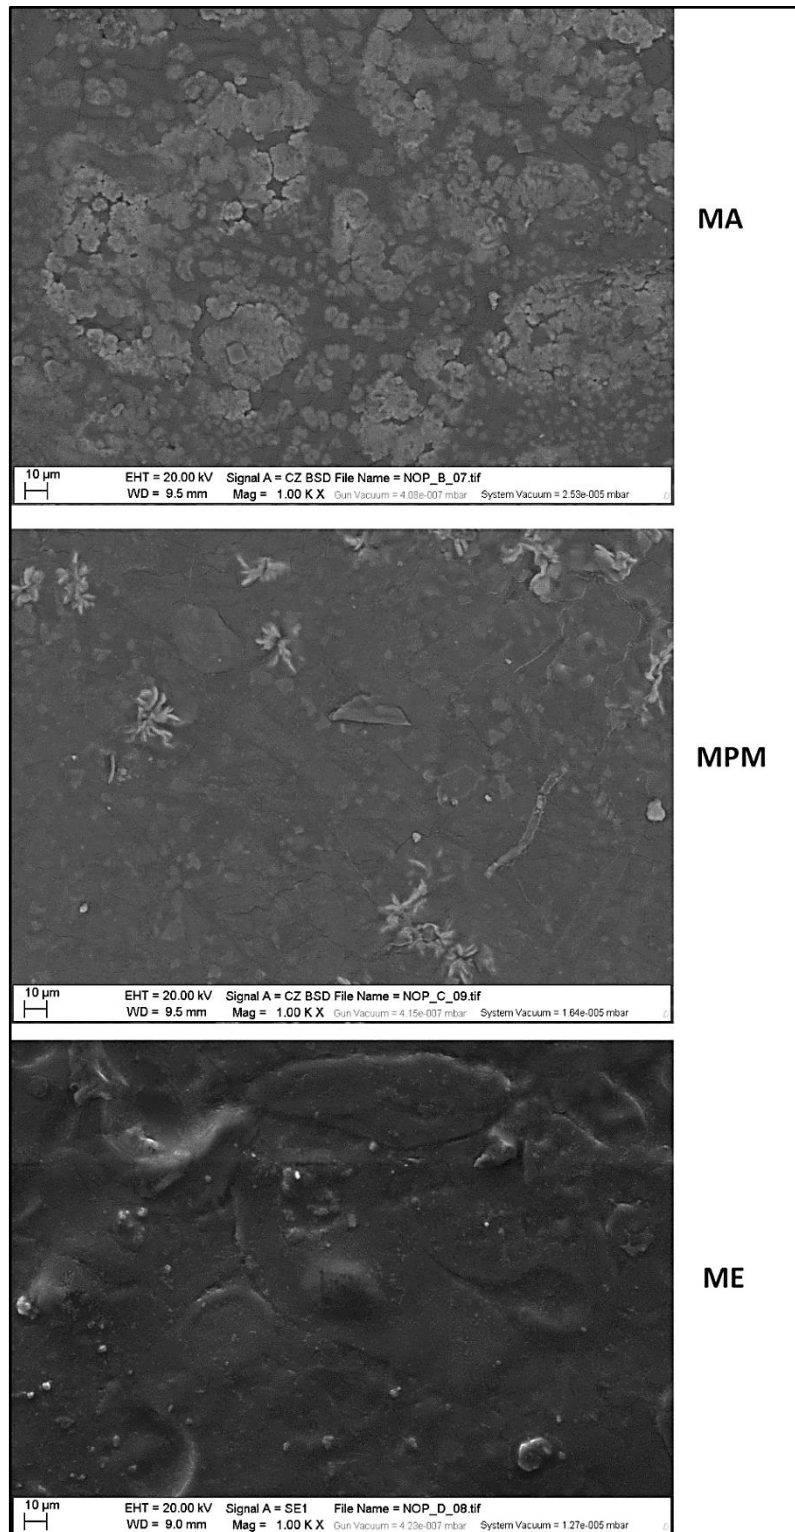 MA
10 µm EHT = 20.00 kV Signal A = CZ BSD File Name = NOP_B_07.tif
WD = 9.5 mm Mag = 1.00 K X Gun Vacuum = 4.08e-007 mbar System Vacuum = 2.53e-005 mbar
MPM
10 µm EHT = 20.00 kV Signal A = CZ BSD File Name = NOP_C_09.tif
WD = 9.5 mm Mag = 1.00 K X Gun Vacuum = 4.15e-007 mbar System Vacuum = 1.64e-005 mbar
ME
10 µm EHT = 20.00 kV Signal A = SE1 File Name = NOP_D_08.tif
WD = 9.0 mm Mag = 1.00 K X Gun Vacuum = 4.23e-007 mbar System Vacuum = 1.27e-005 mbar